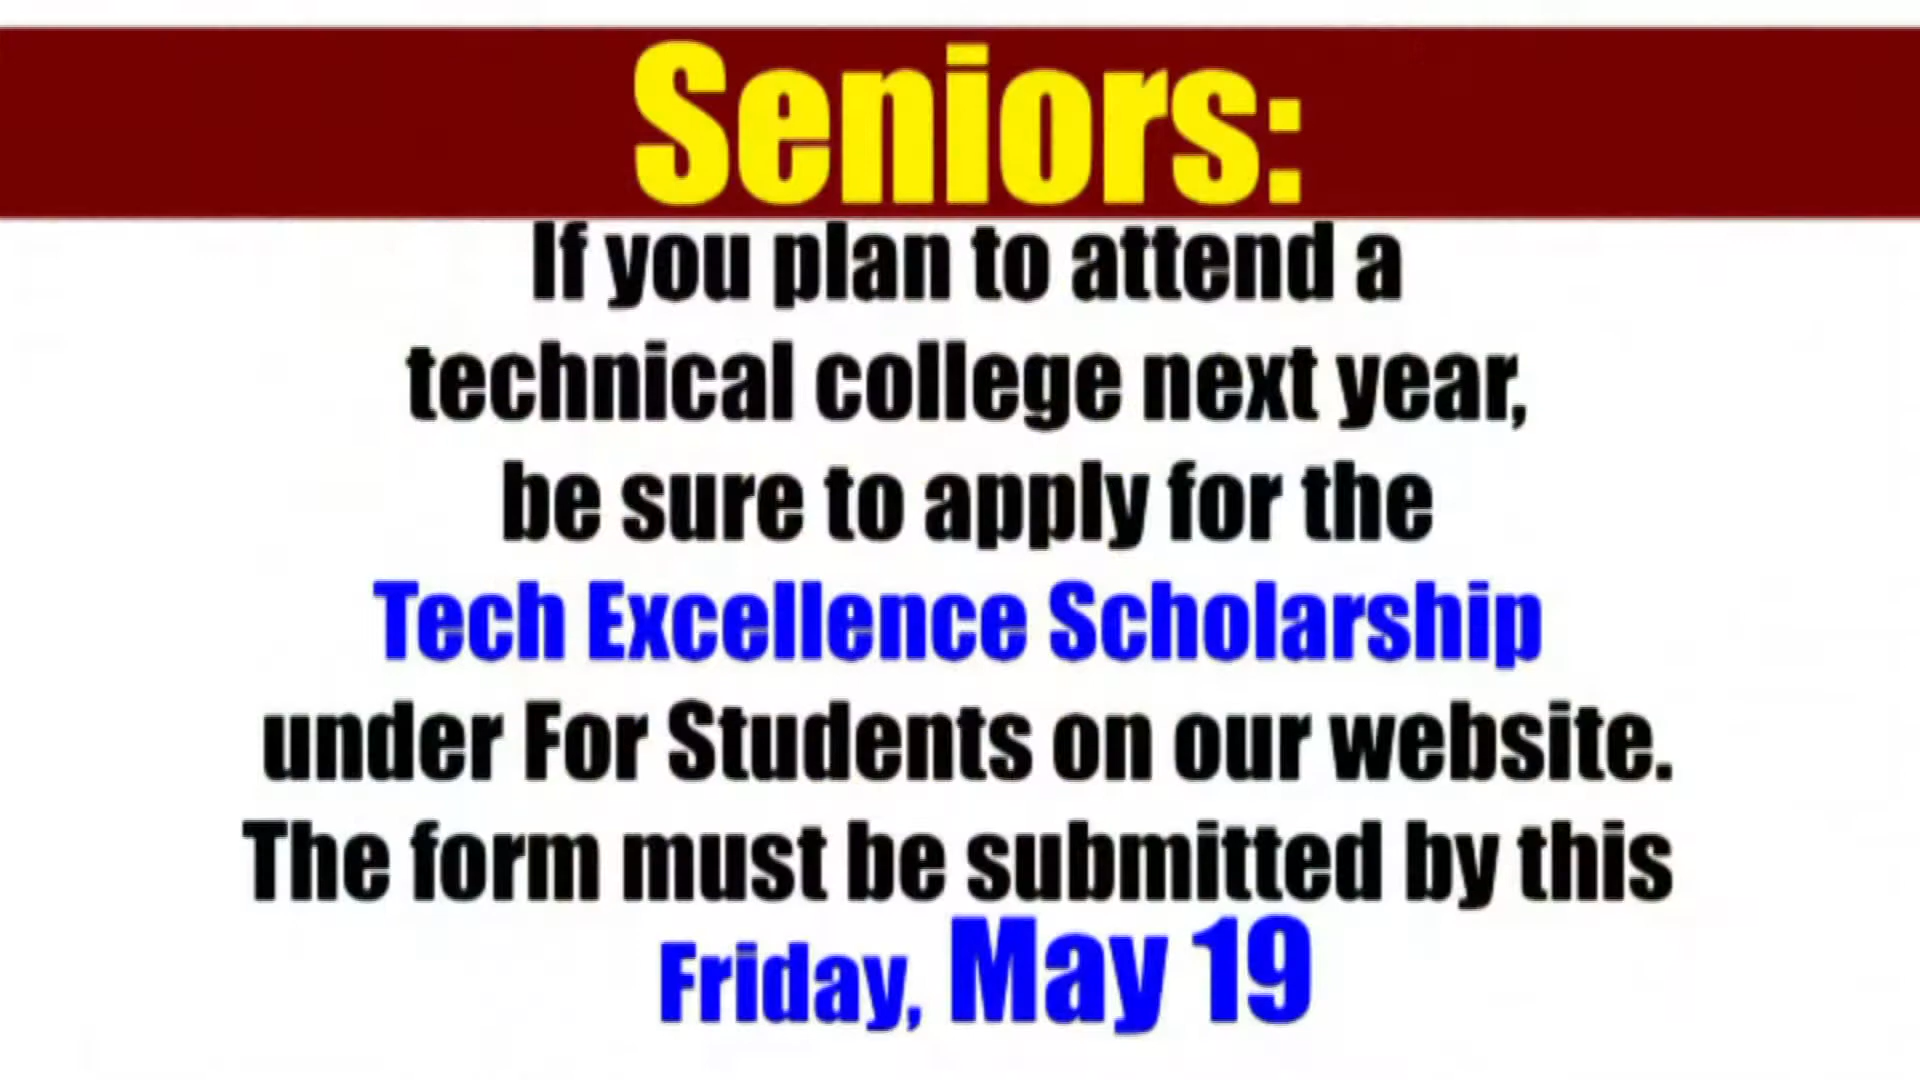 Seniors:
If you plan to attend a
technical college next year,
be sure to apply for the
Tech Excellence Scholarship
under For Students on our website.
The form must be submitted by this
Friday, May 19